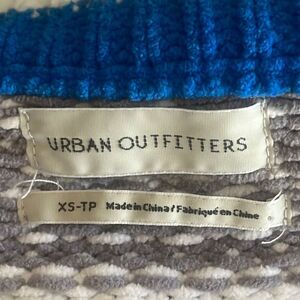 URBAN OUTFITTERS
XS-TP Made in China / Fabriqué en Chine